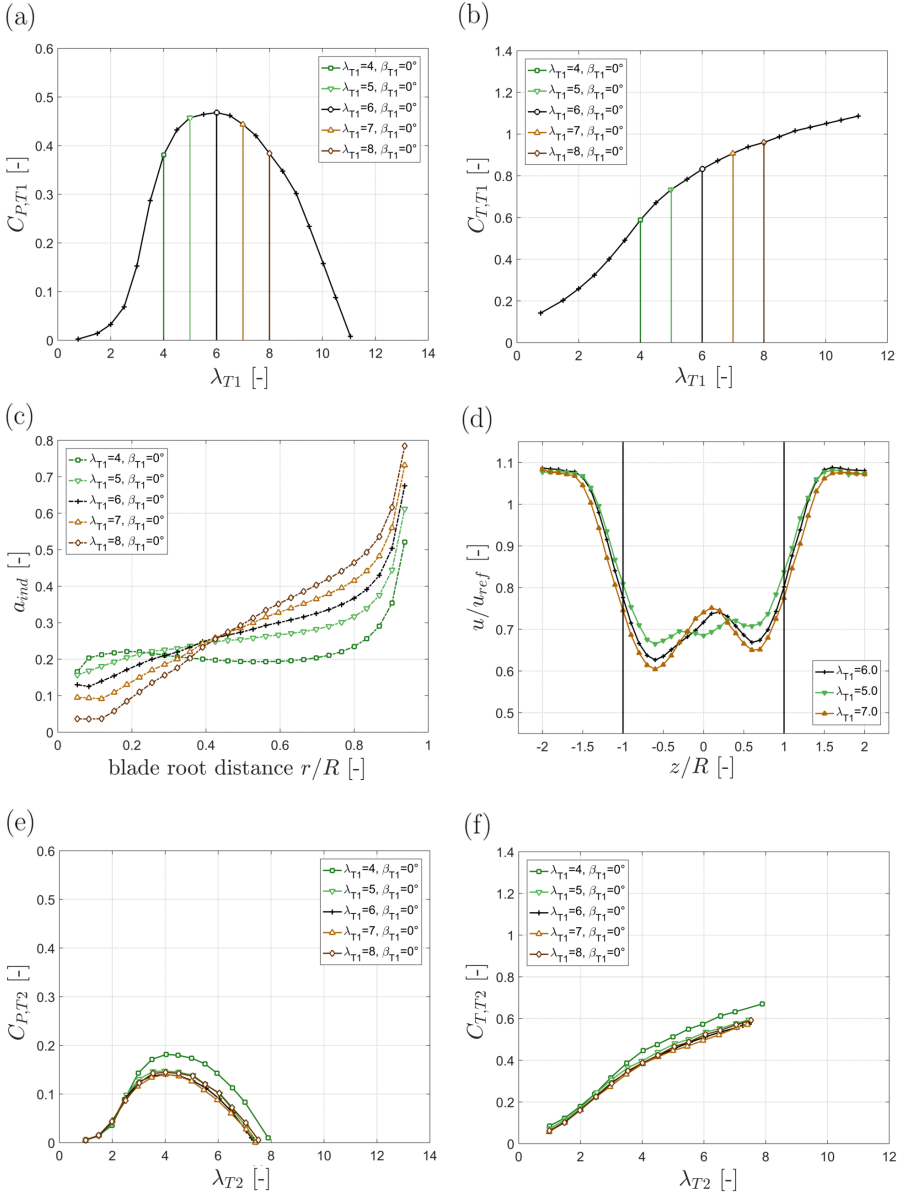 (a)
0.6
0.5
0.4
0.3
0.2
0.1
0
C_{P,T1} [-]
0 2 4 6 8 10 12 14
λ_{T1} [-]
λ_{T1}=4, β_{T1}=0°
λ_{T1}=5, β_{T1}=0°
λ_{T1}=6, β_{T1}=0°
λ_{T1}=7, β_{T1}=0°
λ_{T1}=8, β_{T1}=0°
(b)
1.4
1.2
1
0.8
0.6
0.4
0.2
0
C_{T,T1} [-]
0 2 4 6 8 10 12
λ_{T1} [-]
λ_{T1}=4, β_{T1}=0°
λ_{T1}=5, β_{T1}=0°
λ_{T1}=6, β_{T1}=0°
λ_{T1}=7, β_{T1}=0°
λ_{T1}=8, β_{T1}=0°
(c)
0.8
0.7
0.6
0.5
0.4
0.3
0.2
0.1
0
a_{ind} [-]
0 0.2 0.4 0.6 0.8 1
blade root distance r/R [-]
λ_{T1}=4, β_{T1}=0°
λ_{T1}=5, β_{T1}=0°
λ_{T1}=6, β_{T1}=0°
λ_{T1}=7, β_{T1}=0°
λ_{T1}=8, β_{T1}=0°
(d)
1.1
1
0.9
0.8
0.7
0.6
0.5
u/u_{ref} [-]
-2 -1.5 -1 -0.5 0 0.5 1 1.5 2
z/R [-]
λ_{T1}=6.0
λ_{T1}=5.0
λ_{T1}=7.0
(e)
0.6
0.5
0.4
0.3
0.2
0.1
0
C_{P,T2} [-]
0 2 4 6 8 10 12 14
λ_{T2} [-]
λ_{T1}=4, β_{T1}=0°
λ_{T1}=5, β_{T1}=0°
λ_{T1}=6, β_{T1}=0°
λ_{T1}=7, β_{T1}=0°
λ_{T1}=8, β_{T1}=0°
(f)
1.4
1.2
1
0.8
0.6
0.4
0.2
0
C_{T,T2} [-]
0 2 4 6 8 10 12
λ_{T2} [-]
λ_{T1}=4, β_{T1}=0°
λ_{T1}=5, β_{T1}=0°
λ_{T1}=6, β_{T1}=0°
λ_{T1}=7, β_{T1}=0°
λ_{T1}=8, β_{T1}=0°